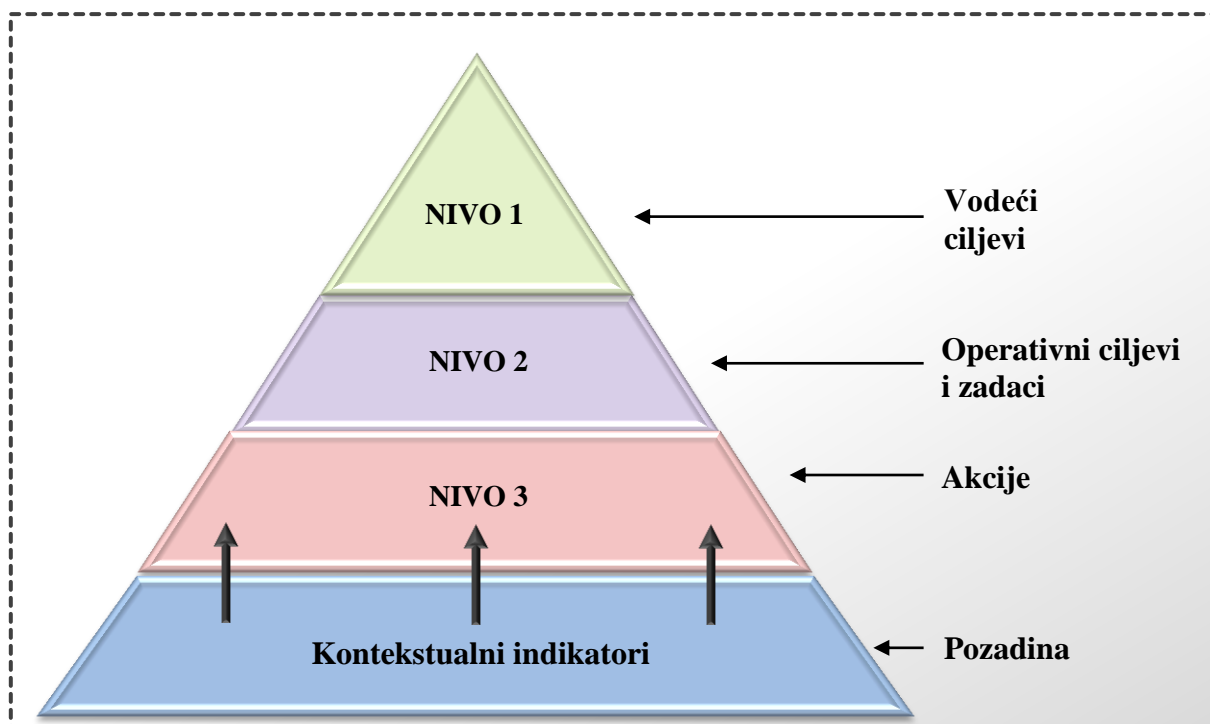 NIVO 1
Vodeći
ciljevi
NIVO 2
Operativni ciljevi
i zadaci
NIVO 3
Akcije
Kontekstualni indikatori
Pozadina